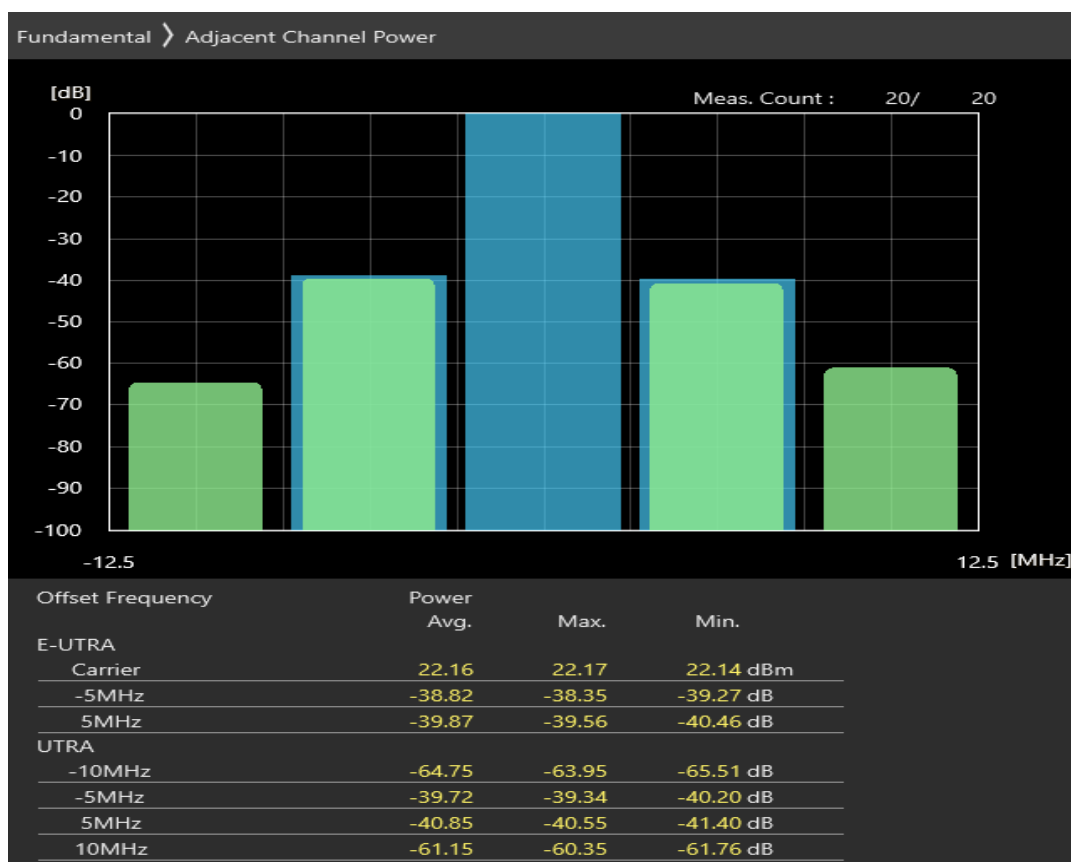 Fundamental ❯ Adjacent Channel Power
[dB]
Meas. Count : 20/ 20
0
-10
-20
-30
-40
-50
-60
-70
-80
-90
-100
-12.5 12.5 [MHz]
Offset Frequency Power
Avg. Max. Min.
E-UTRA
Carrier 22.16 22.17 22.14 dBm
-5MHz -38.82 -38.35 -39.27 dB
5MHz -39.87 -39.56 -40.46 dB
UTRA
-10MHz -64.75 -63.95 -65.51 dB
-5MHz -39.72 -39.34 -40.20 dB
5MHz -40.85 -40.55 -41.40 dB
10MHz -61.15 -60.35 -61.76 dB